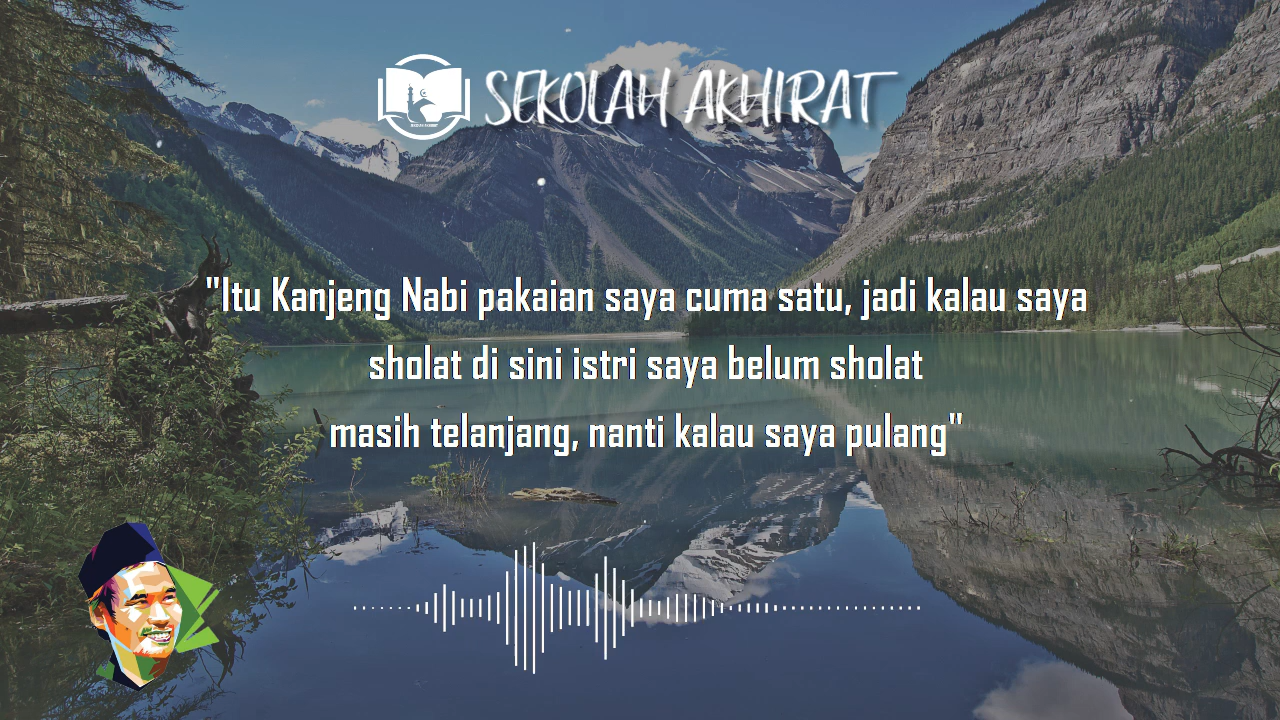 SEKOLAH AKHIRAT
"Itu Kanjeng Nabi pakaian saya cuma satu, jadi kalau saya
sholat di sini istri saya belum sholat
masih telanjang, nanti kalau saya pulang"